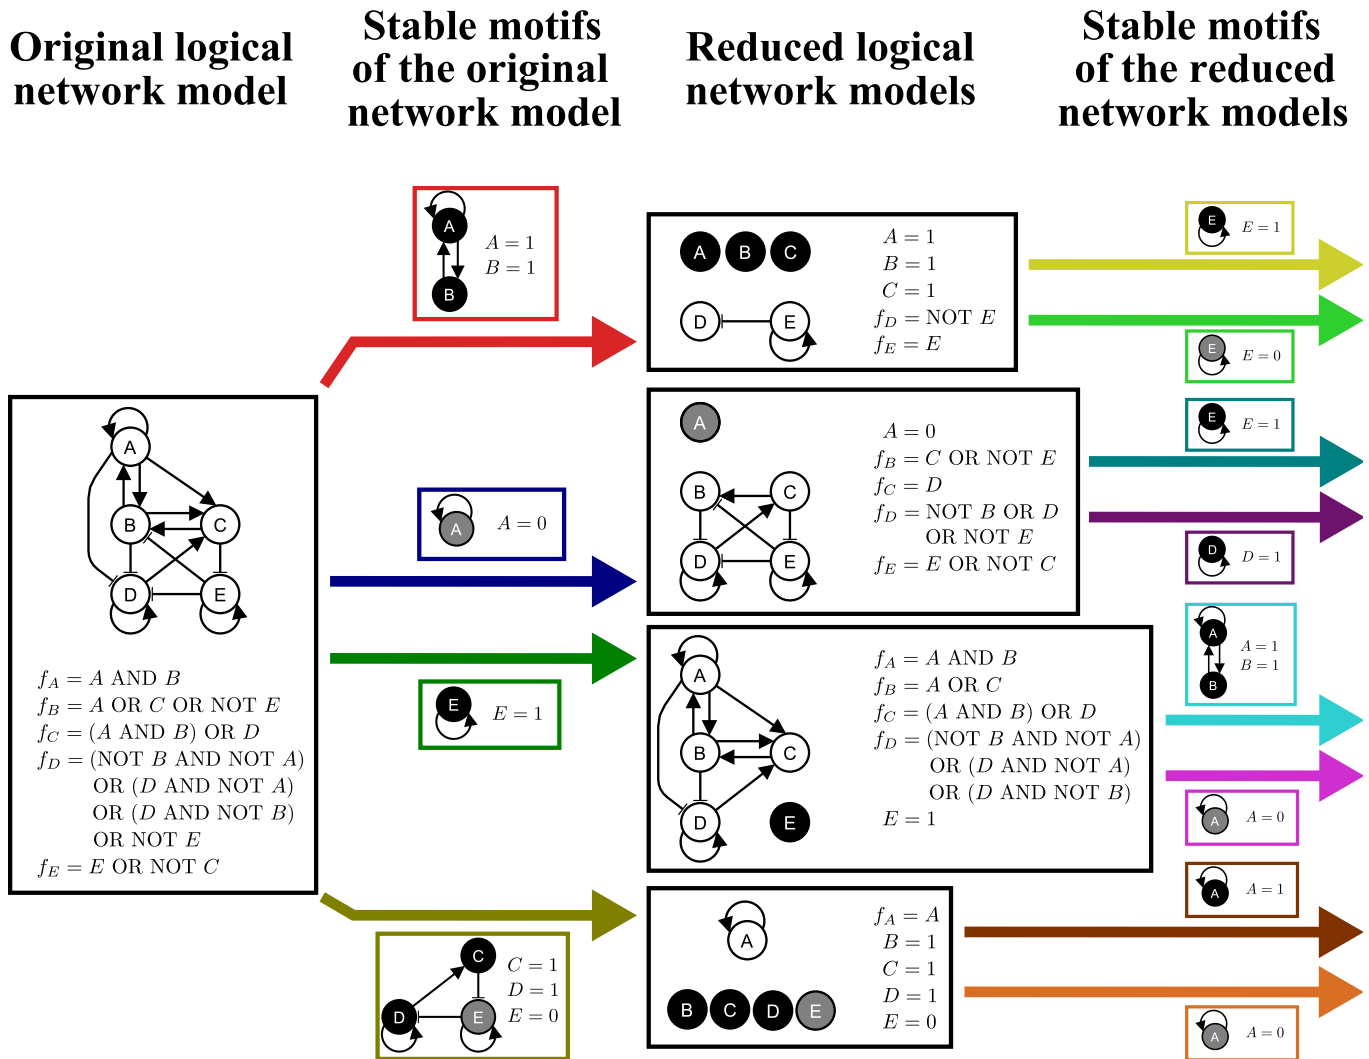 Original logical
network model
Stable motifs
of the original
network model
Reduced logical
network models
Stable motifs
of the reduced
network models
A
B
C
D
E
f_A = A AND B
f_B = A OR C OR NOT E
f_C = (A AND B) OR D
f_D = (NOT B AND NOT A)
OR (D AND NOT A)
OR (D AND NOT B)
OR NOT E
f_E = E OR NOT C
A
B
A = 1
B = 1
A
A = 0
E
E = 1
C
D
E
C = 1
D = 1
E = 0
A B C
D E
A = 1
B = 1
C = 1
f_D = NOT E
f_E = E
A
B C
D E
A = 0
f_B = C OR NOT E
f_C = D
f_D = NOT B OR D
OR NOT E
f_E = E OR NOT C
A
B C
D E
f_A = A AND B
f_B = A OR C
f_C = (A AND B) OR D
f_D = (NOT B AND NOT A)
OR (D AND NOT A)
OR (D AND NOT B)
E = 1
A
B C D E
f_A = A
B = 1
C = 1
D = 1
E = 0
E E = 1
E E = 0
E E = 1
D D = 1
A
B
A = 1
B = 1
A A = 0
A A = 1
A A = 0